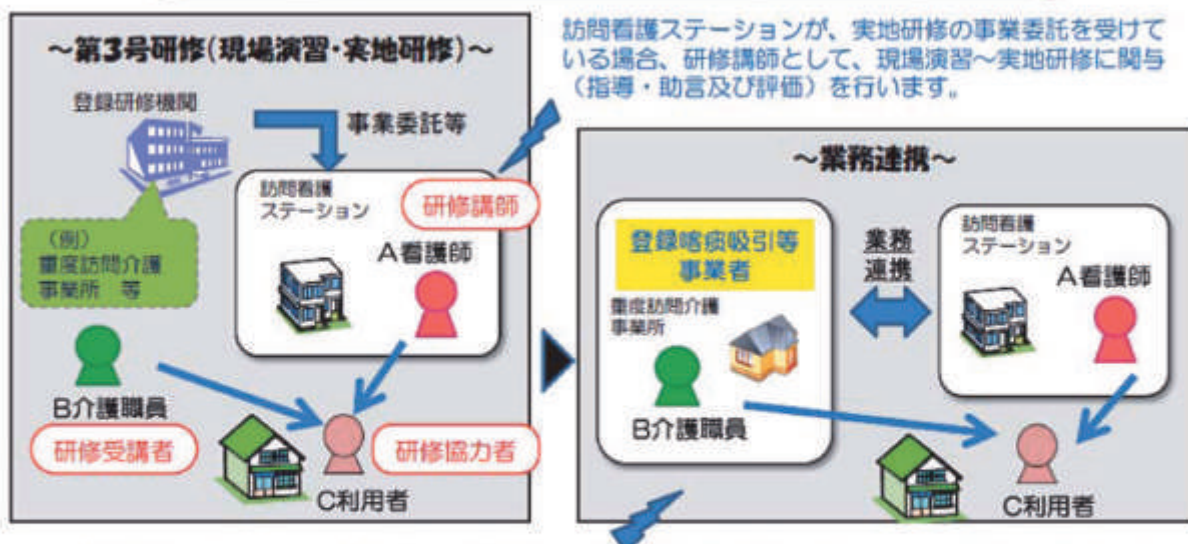 ～第3号研修（現場演習・実地研修）～
登録研修機関
事業委託等
訪問看護
ステーション
研修講師
A看護師
（例）
重度訪問介護
事業所　等
B介護職員
研修受講者
研修協力者
C利用者
訪問看護ステーションが、実地研修の事業委託を受けて
いる場合、研修講師として、現場演習～実地研修に関与
（指導・助言及び評価）を行います。
～業務連携～
登録喀痰吸引等
事業者
重度訪問介護
事業所
B介護職員
業務
連携
訪問看護
ステーション
A看護師
C利用者